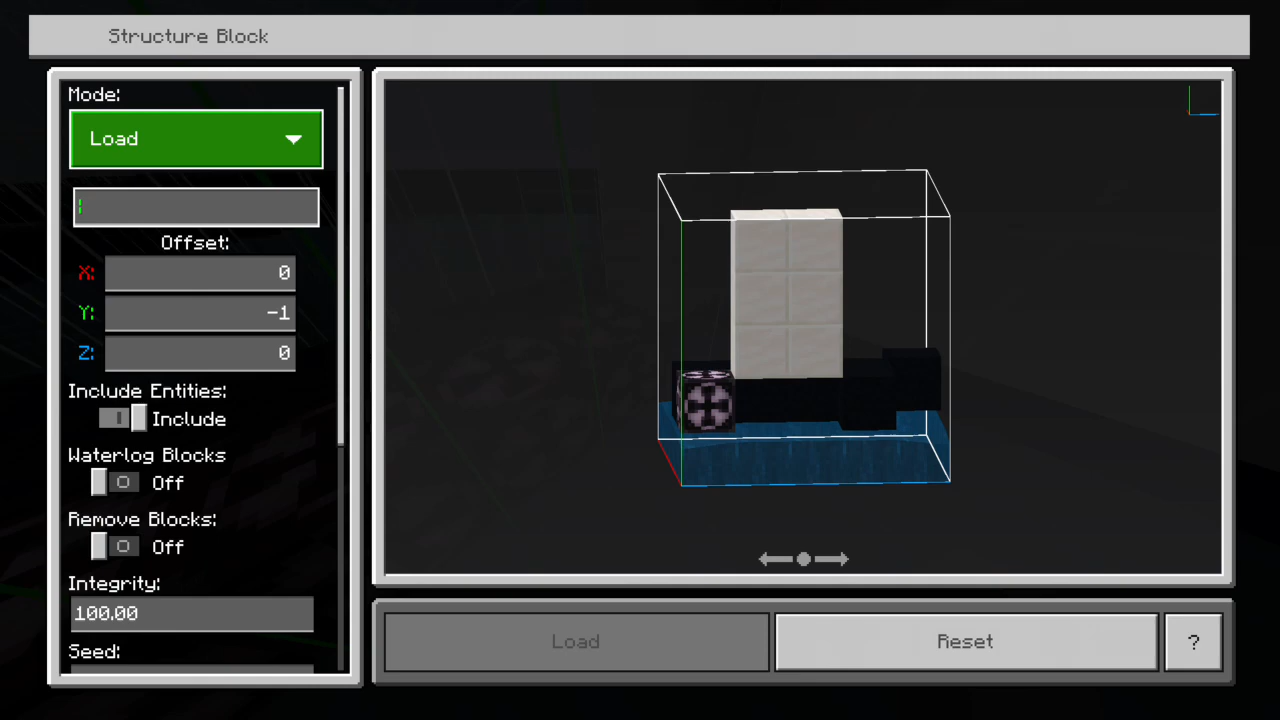 Structure Block
Mode:
Load
Offset:
X: 0
Y: -1
Z: 0
Include Entities:
Include
Waterlog Blocks
Off
Remove Blocks:
Off
Integrity:
100.00
Seed:
Load
Reset
?